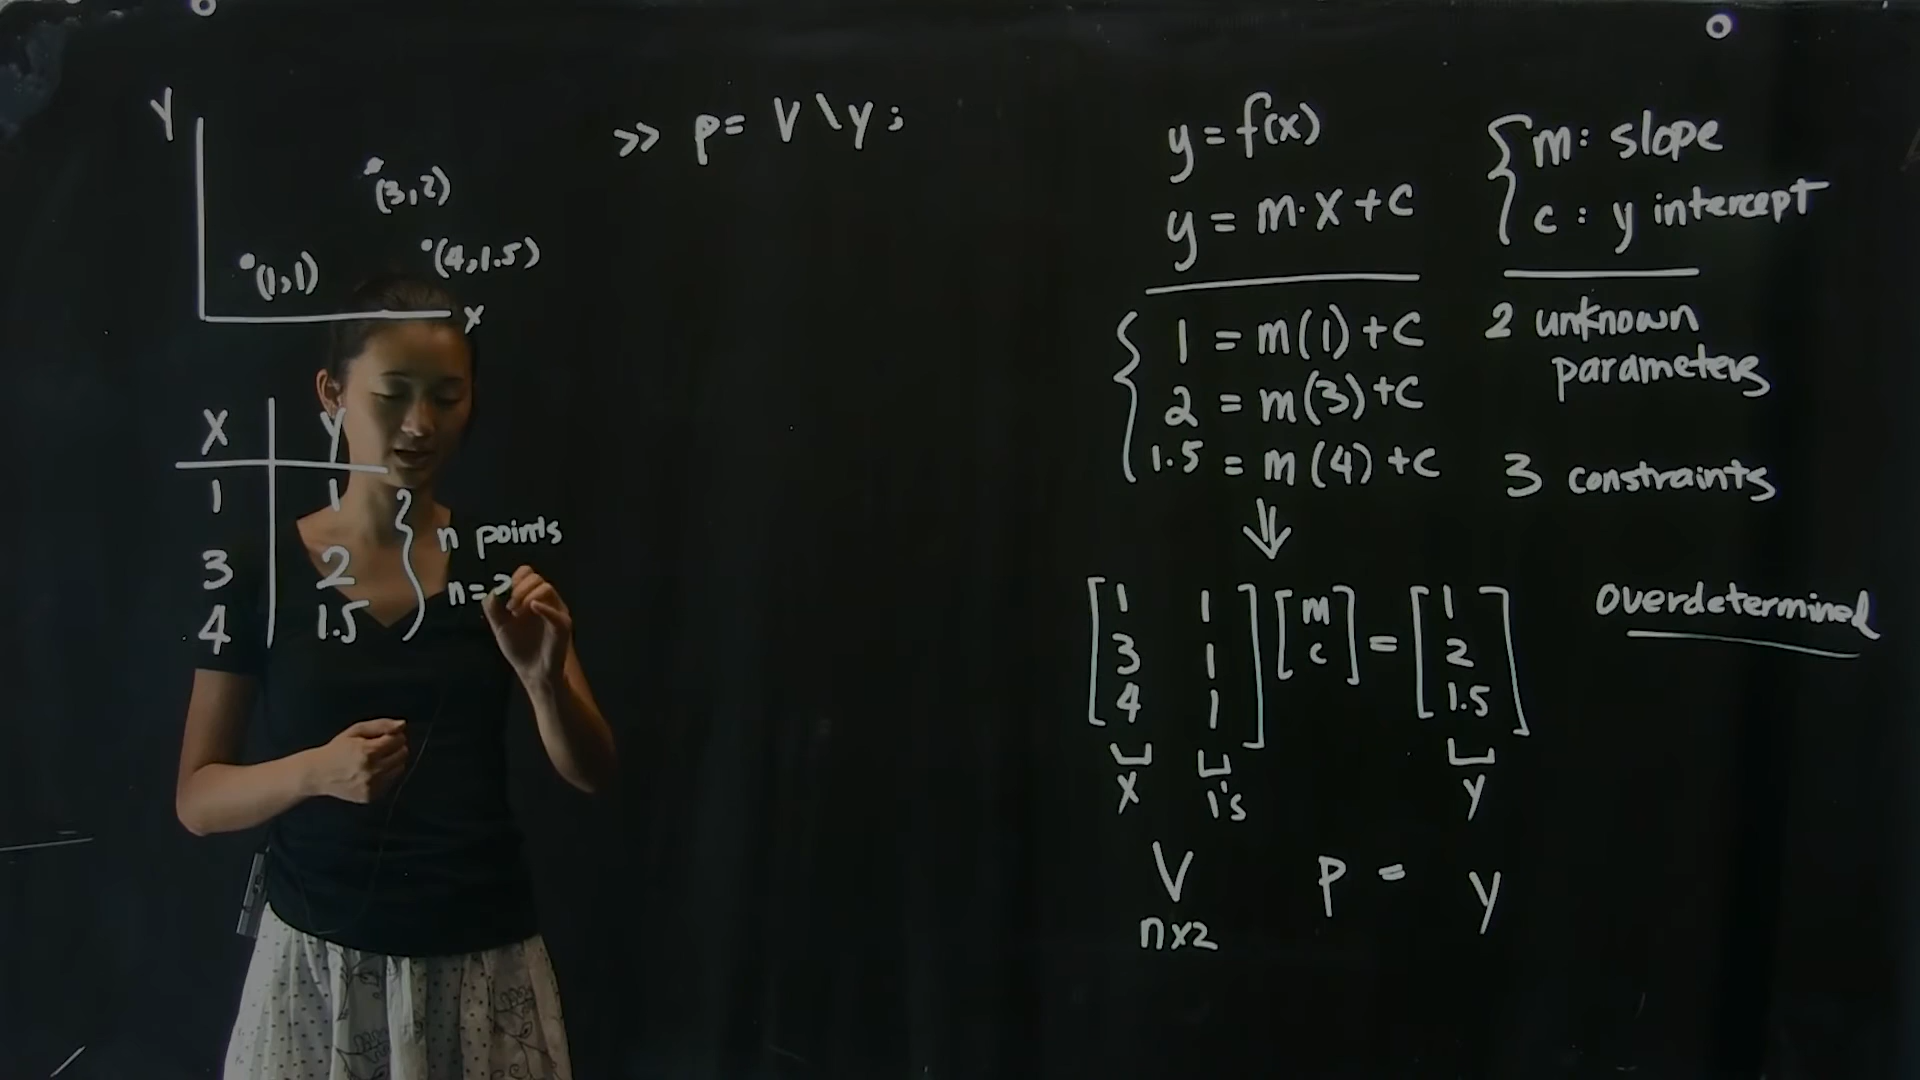 Y
(3,2)
(4,1.5)
(1,1)
X
>> p= V\y;
X Y
1 1
3 2
4 1.5
n points
n=3
y=f(x)
y=m·x+c
m: slope
c: y intercept
1 = m(1)+c
2 = m(3)+c
1.5 = m(4)+c
2 unknown
parameters
3 constraints
⇓
[1 1 [m [1
3 1 c] = 2
4 1] 1.5]
X 1's Y
V P = Y
nx2
overdetermined